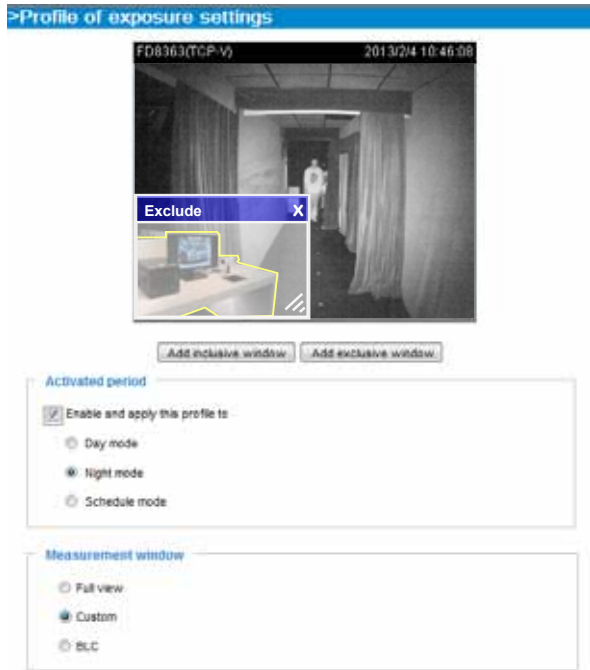 >Profile of exposure settings
FD8363(TCP-V) 2013/2/4 10:46:08
Exclude X
Add inclusive window Add exclusive window
Activated period
Enable and apply this profile to
Day mode
Night mode
Schedule mode
Measurement window
Full view
Custom
BLC